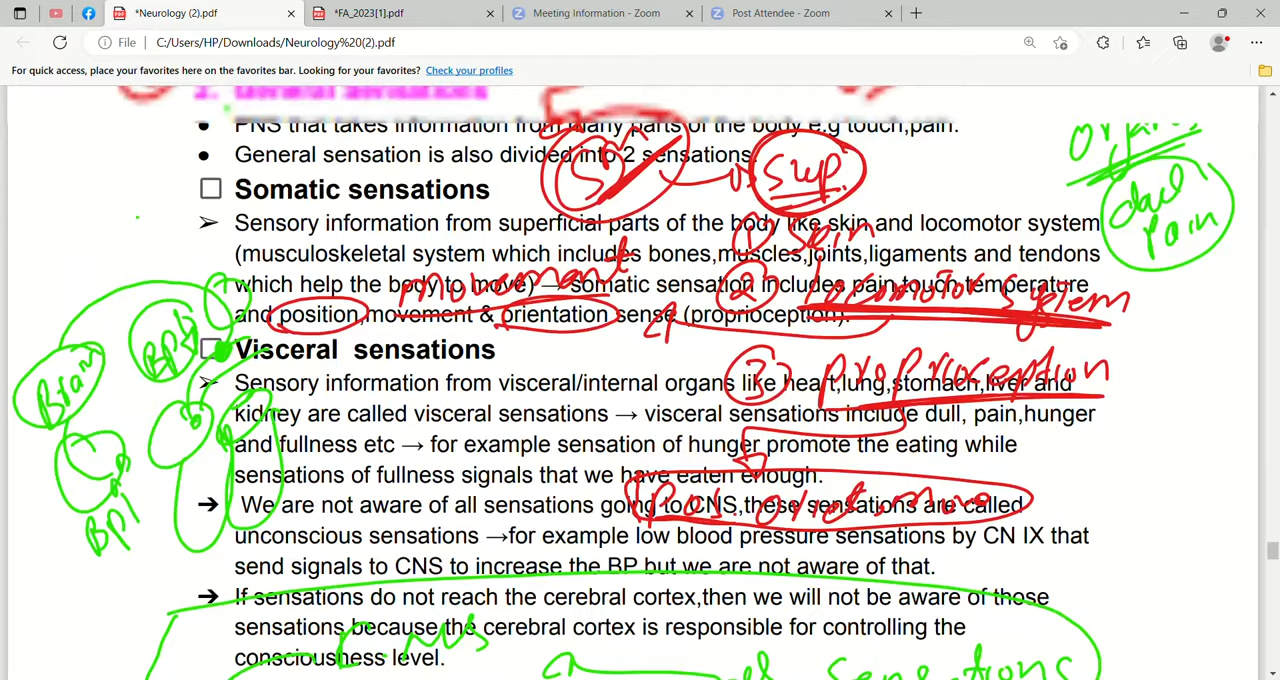 *Neurology (2).pdf
*FA_2023[1].pdf
Meeting Information - Zoom
Post Attendee - Zoom
File
C:/Users/HP/Downloads/Neurology%20(2).pdf
For quick access, place your favorites here on the favorites bar. Looking for your favorites? Check your profiles
2. General sensations
● PNS that takes information from many parts of the body e.g touch,pain.
● General sensation is also divided into 2 sensations.
sup.
organs
dull
pain
Somatic sensations
➢ Sensory information from superficial parts of the body like skin and locomotor system
① skin
(musculoskeletal system which includes bones,muscles,joints,ligaments and tendons
which help the body to move) → somatic sensation includes pain,touch,temperature
movement
② locomotor system
and position,movement & orientation sense (proprioception).
BP↓
Visceral sensations
Brain
③ proprioception
➢ Sensory information from visceral/internal organs like heart,lung,stomach,liver and
kidney are called visceral sensations → visceral sensations include dull, pain,hunger
and fullness etc → for example sensation of hunger promote the eating while
sensations of fullness signals that we have eaten enough.
➔ We are not aware of all sensations going to CNS,these sensations are called
BP↑
unconscious sensations →for example low blood pressure sensations by CN IX that
send signals to CNS to increase the BP but we are not aware of that.
➔ If sensations do not reach the cerebral cortex,then we will not be aware of those
sensations because the cerebral cortex is responsible for controlling the
CNS
consciousness level.
sensations